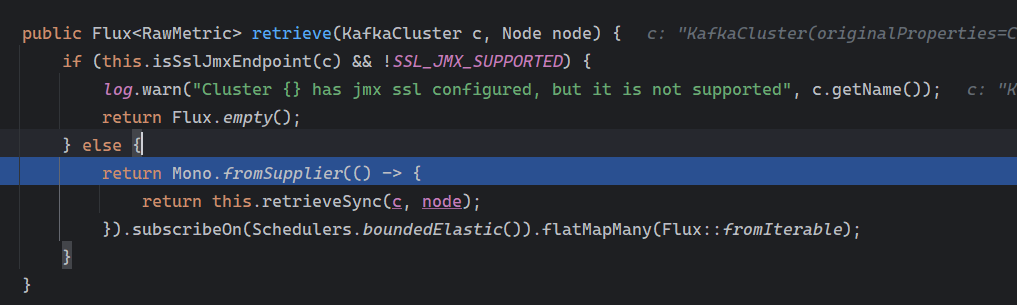 public Flux<RawMetric> retrieve(KafkaCluster c, Node node) {   c: "KafkaCluster(originalProperties=C
    if (this.isSslJmxEndpoint(c) && !SSL_JMX_SUPPORTED) {
        log.warn("Cluster {} has jmx ssl configured, but it is not supported", c.getName());   c: "K
        return Flux.empty();
    } else {
        return Mono.fromSupplier(() -> {
            return this.retrieveSync(c, node);
        }).subscribeOn(Schedulers.boundedElastic()).flatMapMany(Flux::fromIterable);
    }
}